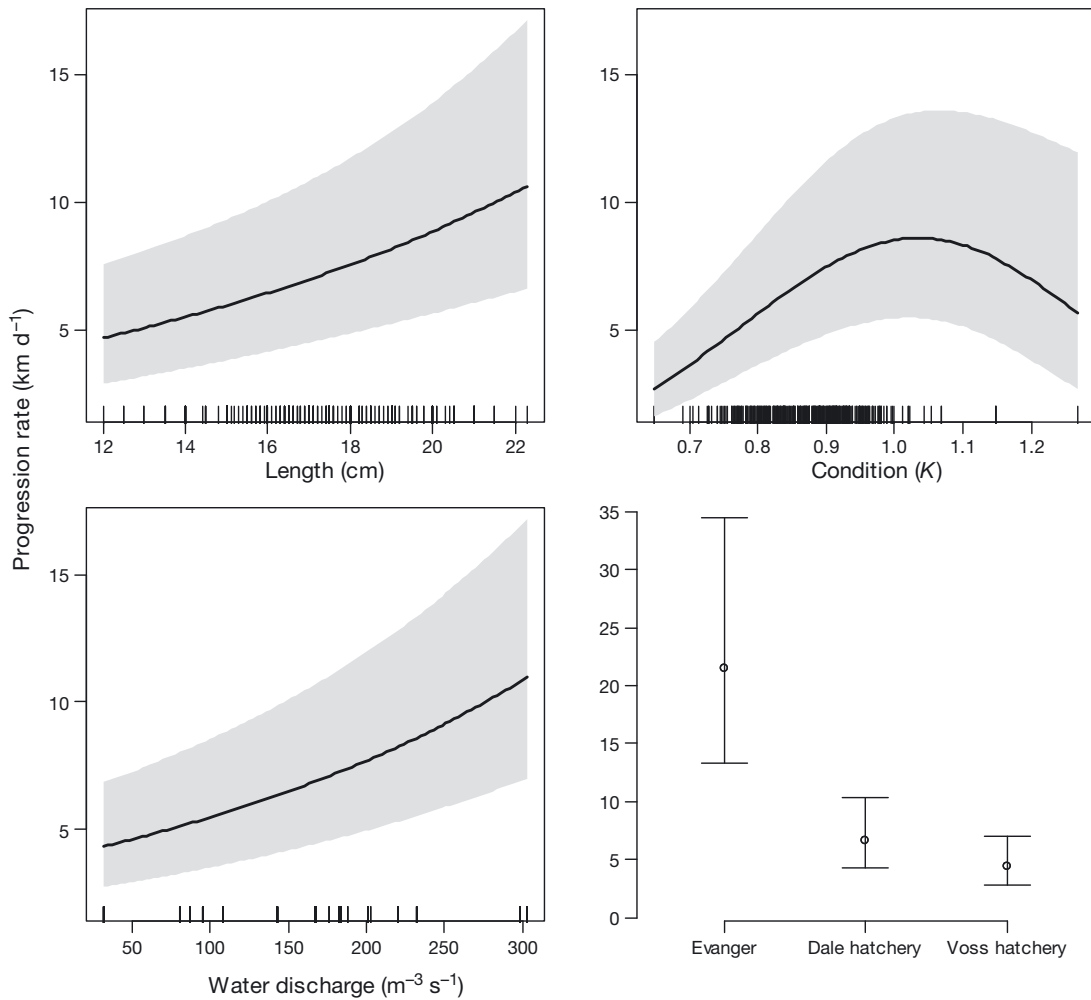 Progression rate (km d⁻¹)
15
10
5
12 14 16 18 20 22
Length (cm)
15
10
5
0.7 0.8 0.9 1.0 1.1 1.2
Condition (K)
15
10
5
50 100 150 200 250 300
Water discharge (m⁻³ s⁻¹)
35
30
25
20
15
10
5
0
Evanger Dale hatchery Voss hatchery